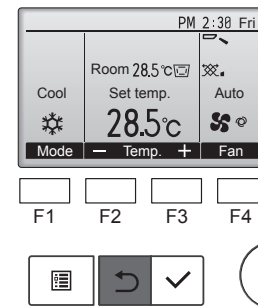 PM 2:30 Fri
Room 28.5°C
Cool Set temp. Auto
28.5°C
Mode − Temp. + Fan
F1 F2 F3 F4